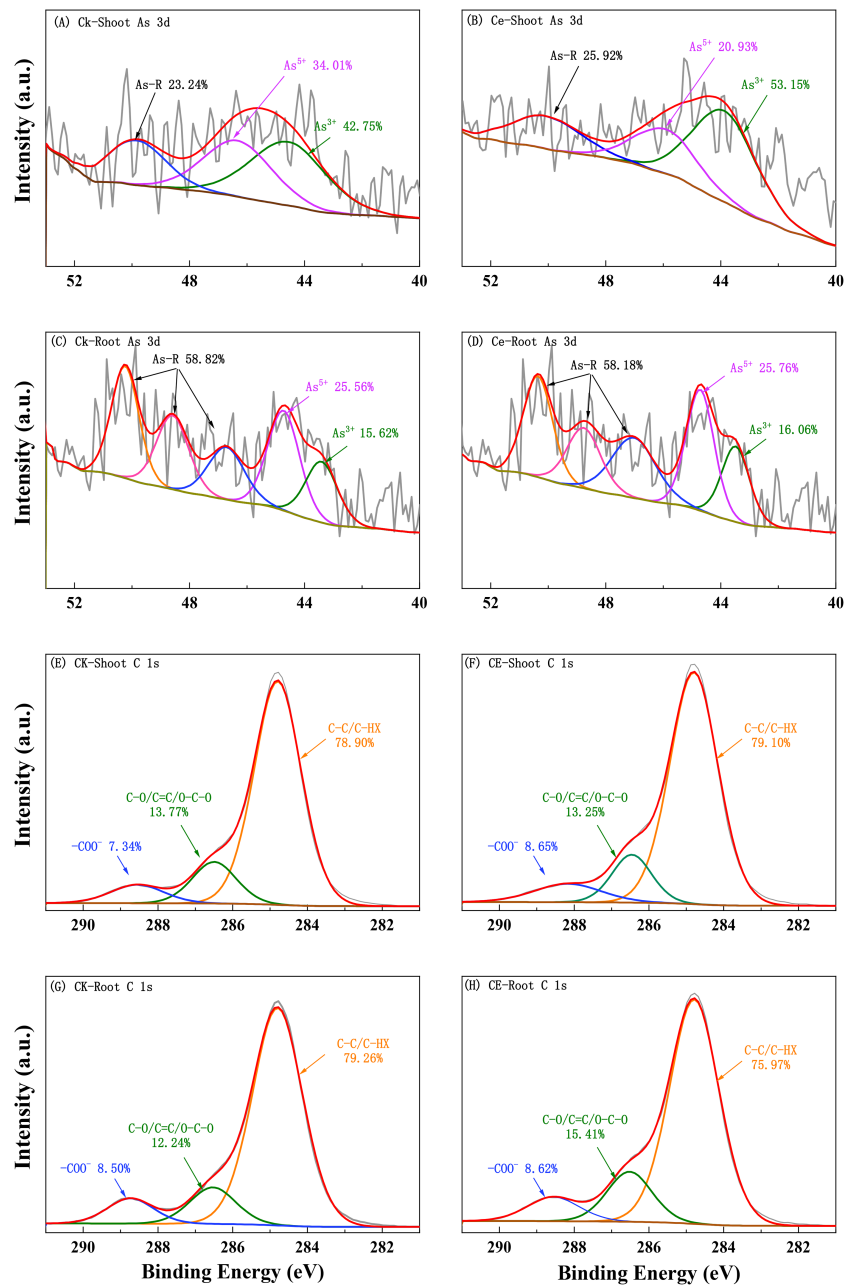 (A) Ck-Shoot As 3d
As-R 23.24%
As⁵⁺ 34.01%
As³⁺ 42.75%
Intensity (a.u.)
52 48 44 40
(B) Ce-Shoot As 3d
As-R 25.92%
As⁵⁺ 20.93%
As³⁺ 53.15%
52 48 44 40
(C) Ck-Root As 3d
As-R 58.82%
As⁵⁺
25.56%
As³⁺ 15.62%
Intensity (a.u.)
52 48 44 40
(D) Ce-Root As 3d
As-R 58.18%
As⁵⁺ 25.76%
As³⁺ 16.06%
52 48 44 40
(E) CK-Shoot C 1s
C-C/C-HX
78.90%
C-O/C=C/O-C-O
13.77%
-COO⁻ 7.34%
Intensity (a.u.)
290 288 286 284 282
(F) CE-Shoot C 1s
C-C/C-HX
79.10%
C-O/C=C/O-C-O
13.25%
-COO⁻ 8.65%
290 288 286 284 282
(G) CK-Root C 1s
C-C/C-HX
79.26%
C-O/C=C/O-C-O
12.24%
-COO⁻ 8.50%
Intensity (a.u.)
290 288 286 284 282
Binding Energy (eV)
(H) CE-Root C 1s
C-C/C-HX
75.97%
C-O/C=C/O-C-O
15.41%
-COO⁻ 8.62%
290 288 286 284 282
Binding Energy (eV)